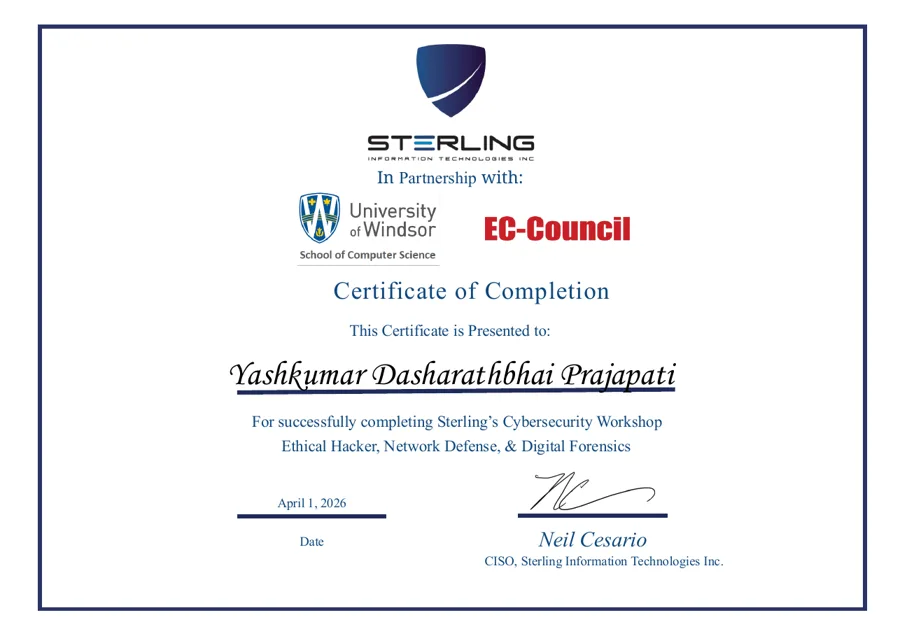 STERLING
INFORMATION TECHNOLOGIES INC
In Partnership with:
University
of Windsor
School of Computer Science
EC-Council
Certificate of Completion
This Certificate is Presented to:
Yashkumar Dasharathbhai Prajapati
For successfully completing Sterling’s Cybersecurity Workshop
Ethical Hacker, Network Defense, & Digital Forensics
April 1, 2026
Date
NC
Neil Cesario
CISO, Sterling Information Technologies Inc.